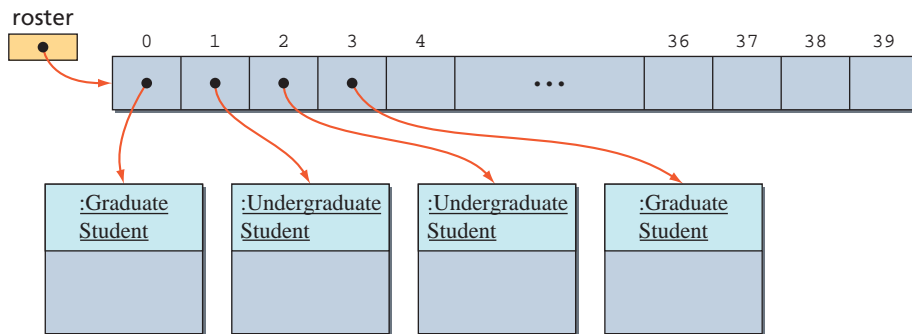 roster
0 1 2 3 4 ... 36 37 38 39
:Graduate
Student
:Undergraduate
Student
:Undergraduate
Student
:Graduate
Student